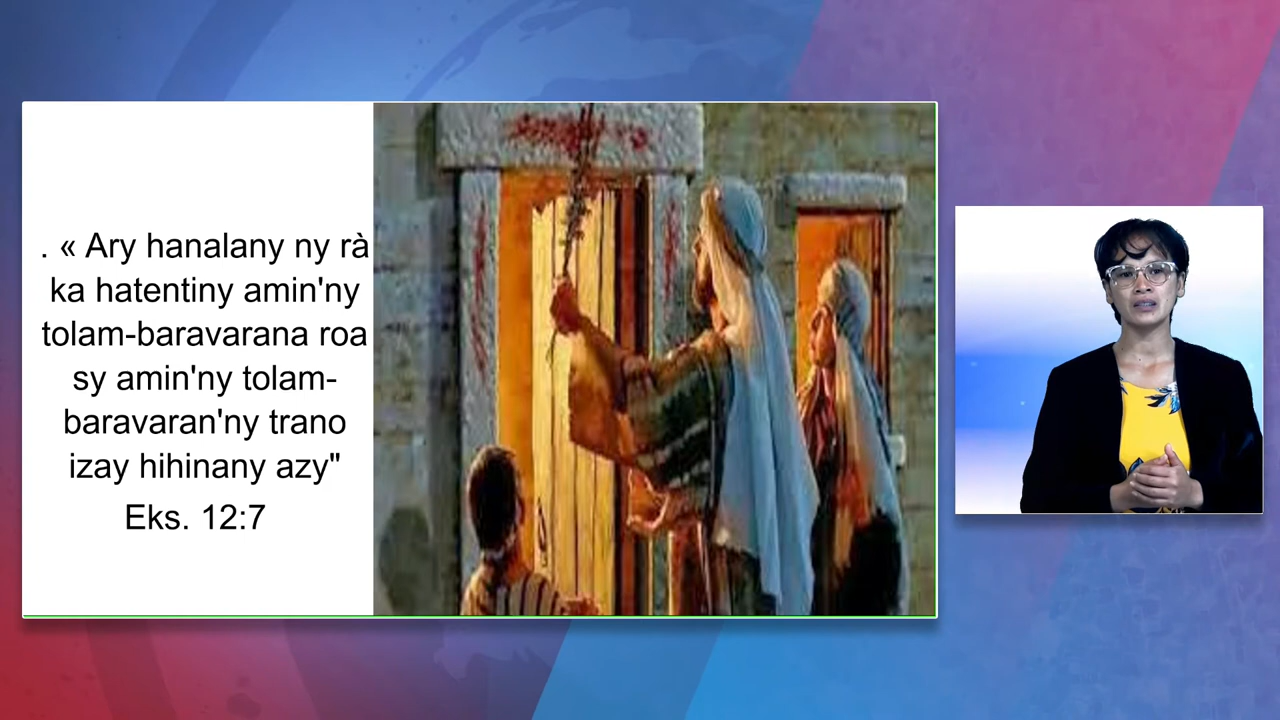 . « Ary hanalany ny rà
ka hatentiny amin'ny
tolam-baravarana roa
sy amin'ny tolam-
baravaran'ny trano
izay hihinany azy"
Eks. 12:7